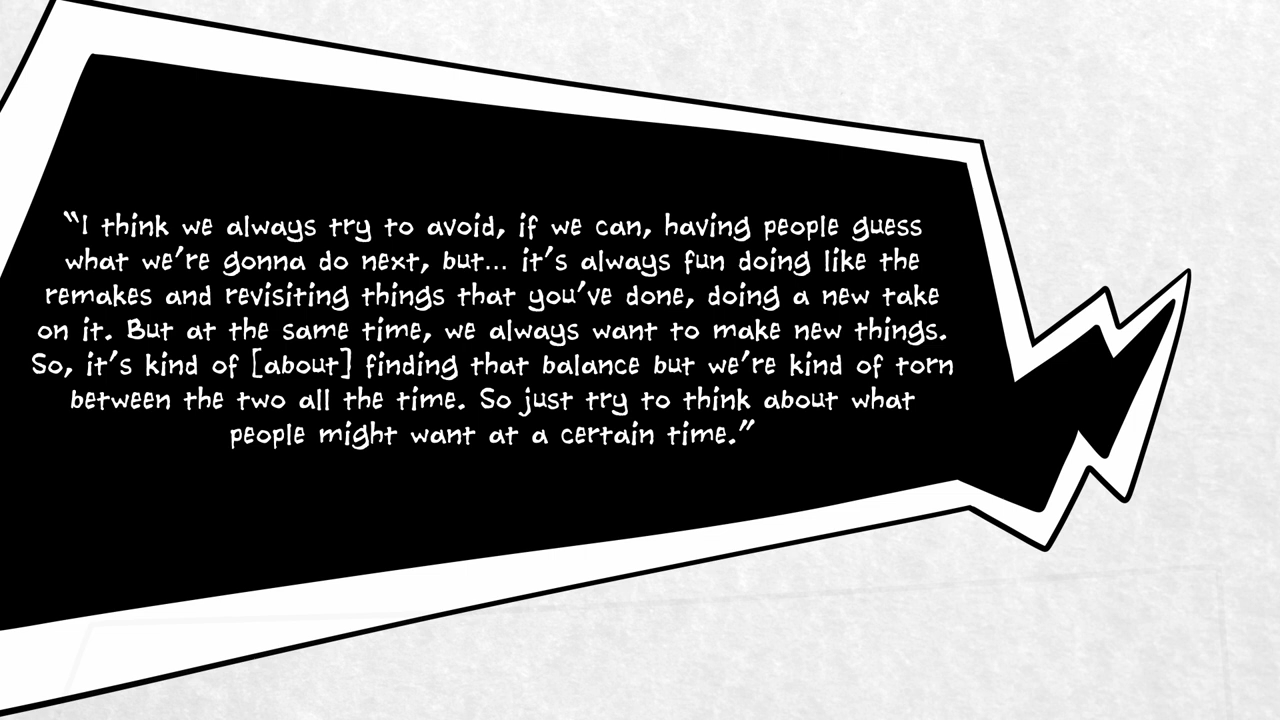 “I think we always try to avoid, if we can, having people guess
what we’re gonna do next, but... it’s always fun doing like the
remakes and revisiting things that you’ve done, doing a new take
on it. But at the same time, we always want to make new things.
So, it’s kind of [about] finding that balance but we’re kind of torn
between the two all the time. So just try to think about what
people might want at a certain time.”